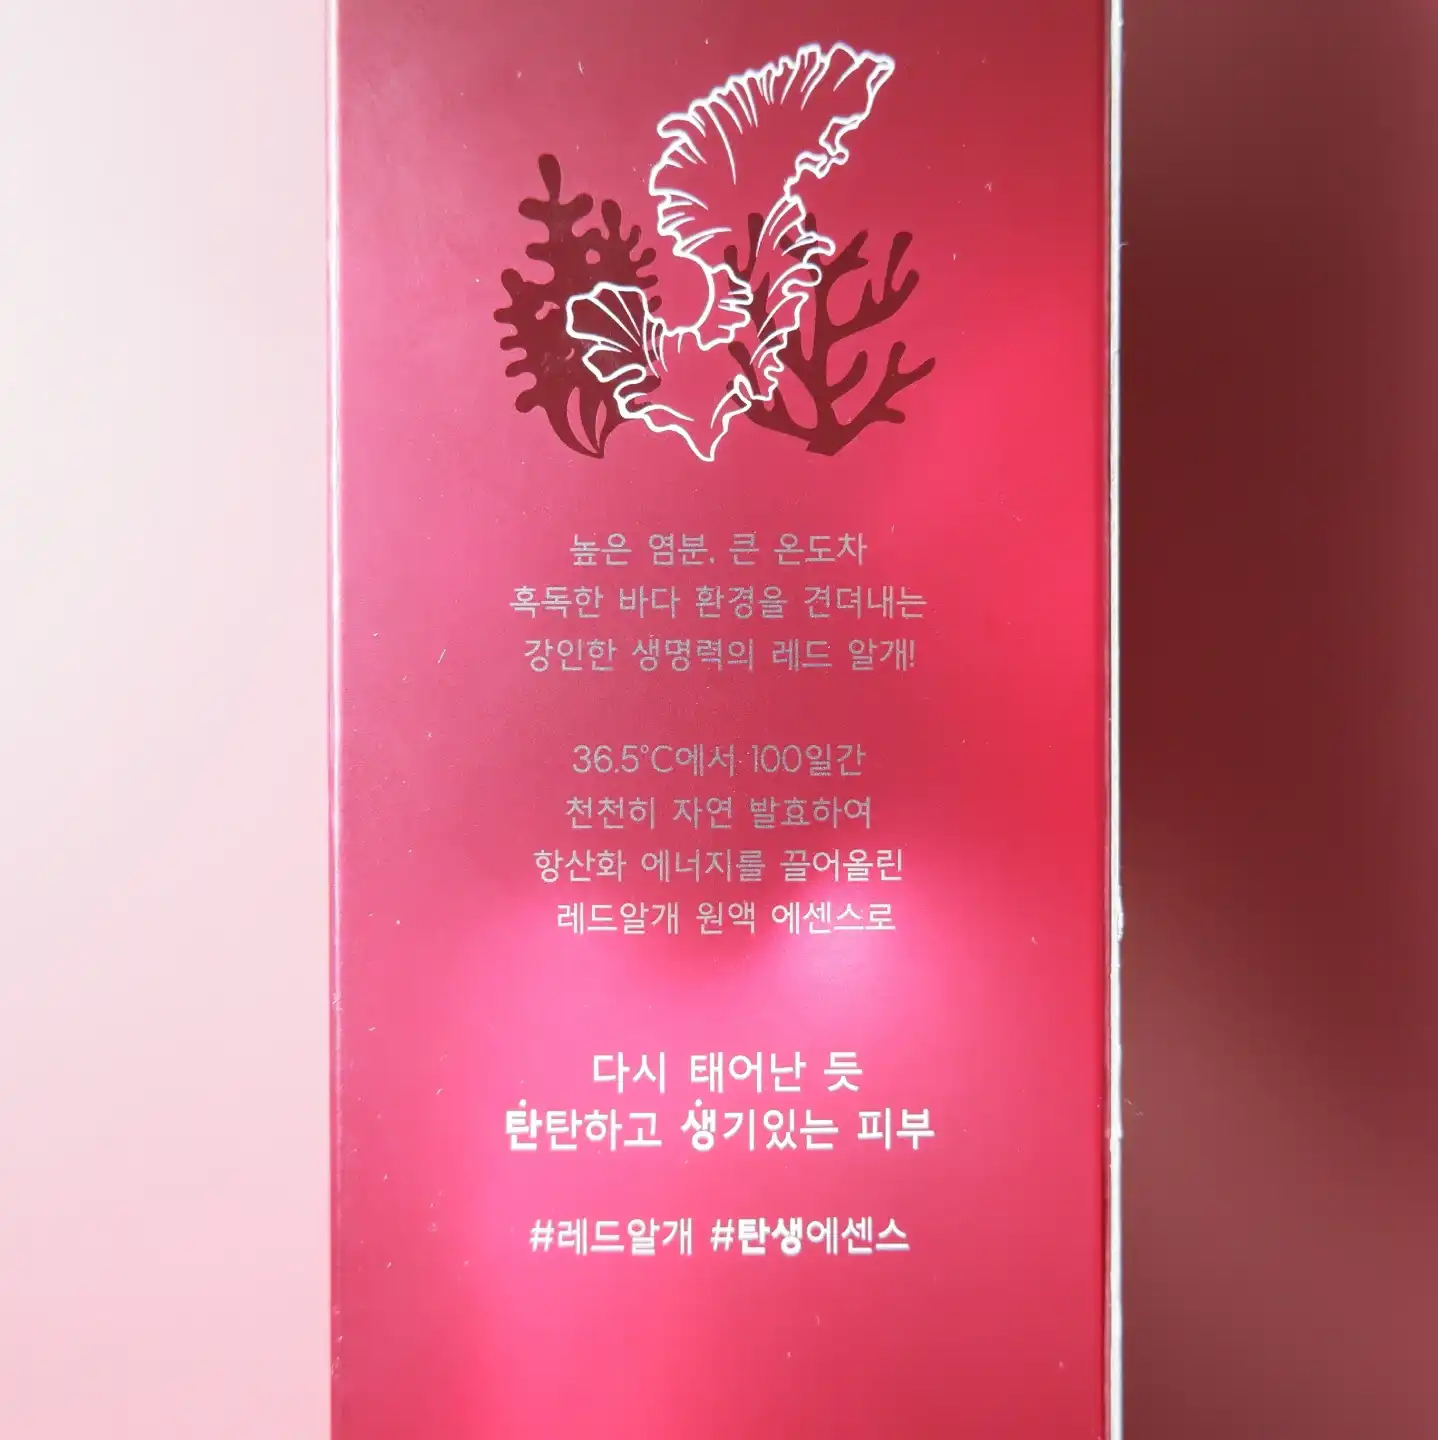 높은 염분, 큰 온도차
혹독한 바다 환경을 견뎌내는
강인한 생명력의 레드 알개!
36.5°C에서 100일간
천천히 자연 발효하여
항산화 에너지를 끌어올린
레드알개 원액 에센스로
다시 태어난 듯
탄탄하고 생기있는 피부
#레드알개 #탄생에센스